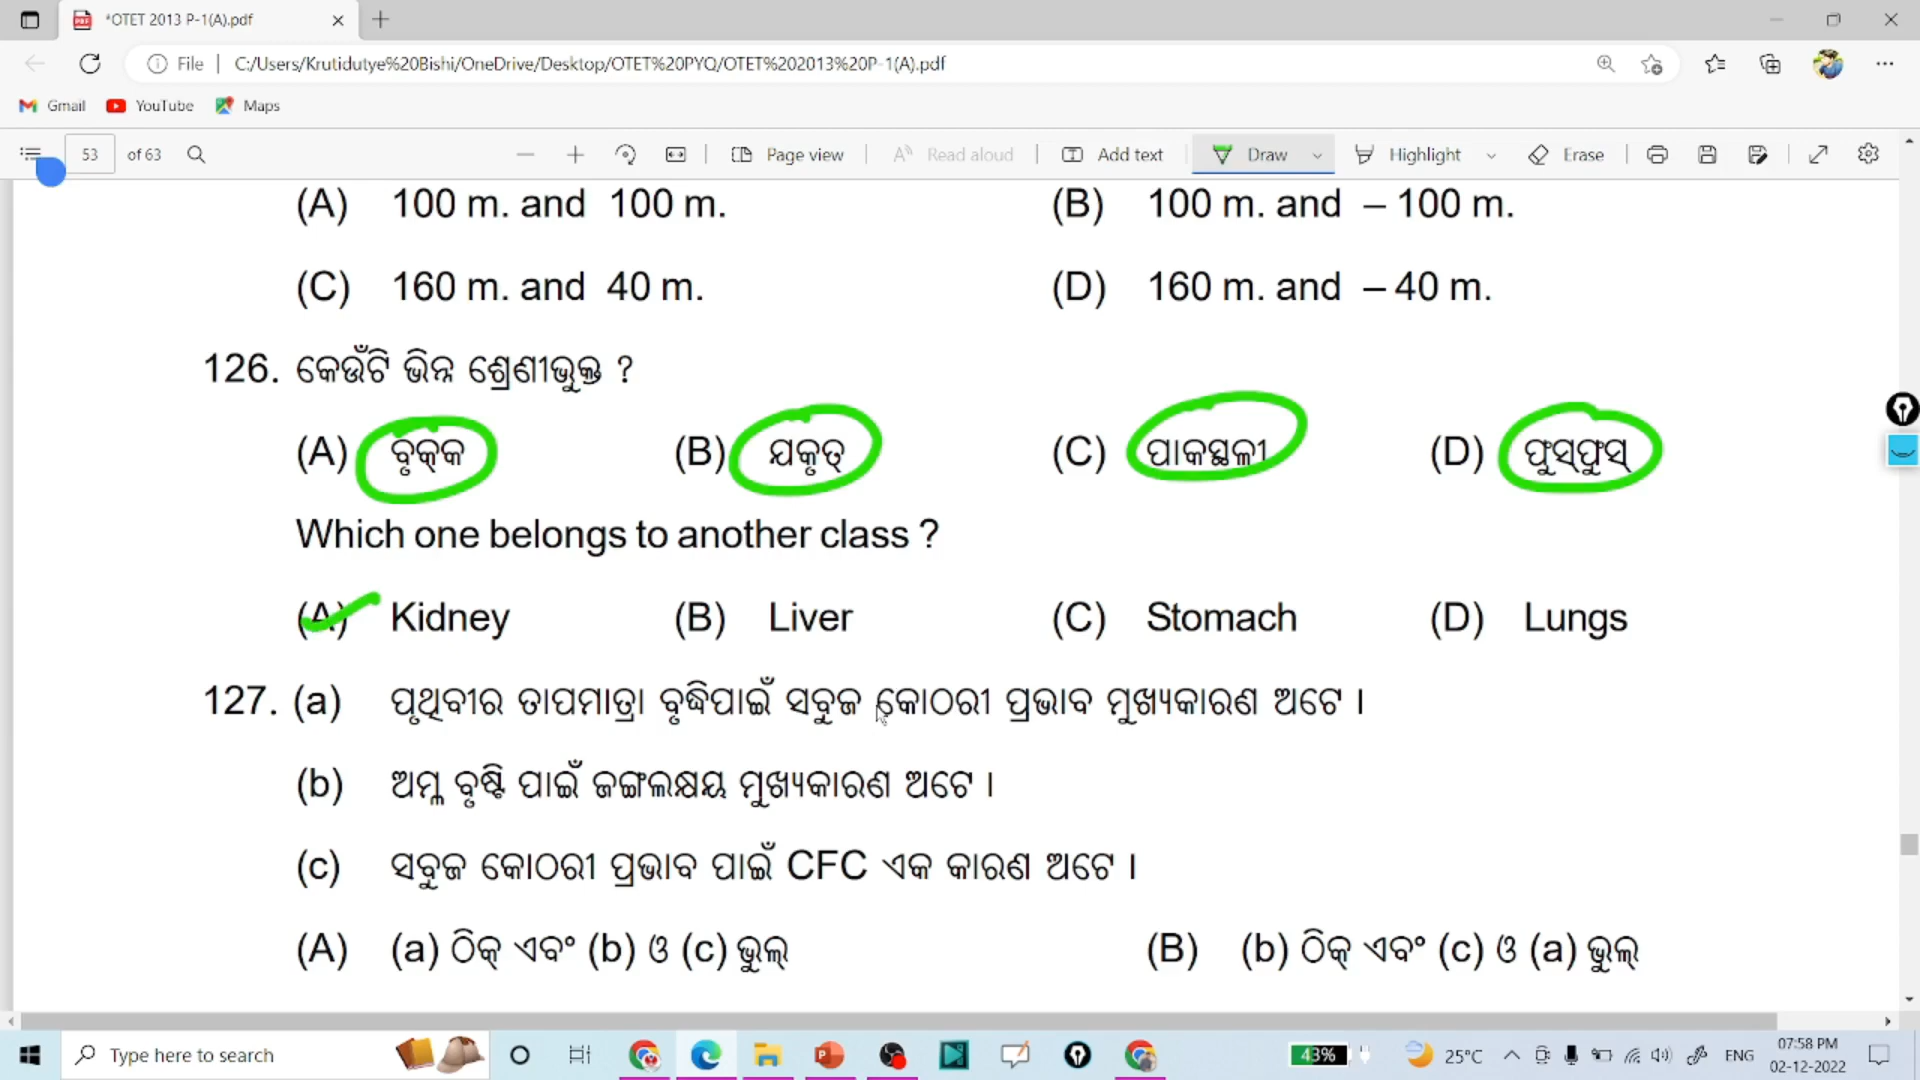 *OTET 2013 P-1(A).pdf
File | C:/Users/Krutidutye%20Bishi/OneDrive/Desktop/OTET%20PYQ/OTET%202013%20P-1(A).pdf
Gmail YouTube Maps
53 of 63 Page view Read aloud Add text Draw Highlight Erase
(A) 100 m. and 100 m. (B) 100 m. and – 100 m.
(C) 160 m. and 40 m. (D) 160 m. and – 40 m.
126. କେଉଁଟି ଭିନ୍ନ ଶ୍ରେଣୀଭୁକ୍ତ ?
(A) ବୃକ୍‌କ (B) ଯକୃତ୍ (C) ପାକସ୍ଥଳୀ (D) ଫୁସ୍‌ଫୁସ୍
Which one belongs to another class ?
(A) Kidney (B) Liver (C) Stomach (D) Lungs
127. (a) ପୃଥିବୀର ତାପମାତ୍ରା ବୃଦ୍ଧିପାଇଁ ସବୁଜ କୋଠରୀ ପ୍ରଭାବ ମୁଖ୍ୟକାରଣ ଅଟେ ।
(b) ଅମ୍ଳ ବୃଷ୍ଟି ପାଇଁ ଜଙ୍ଗଲକ୍ଷୟ ମୁଖ୍ୟକାରଣ ଅଟେ ।
(c) ସବୁଜ କୋଠରୀ ପ୍ରଭାବ ପାଇଁ CFC ଏକ କାରଣ ଅଟେ ।
(A) (a) ଠିକ୍ ଏବଂ (b) ଓ (c) ଭୁଲ୍ (B) (b) ଠିକ୍ ଏବଂ (c) ଓ (a) ଭୁଲ୍
Type here to search 43% 25°C ENG 07:58 PM
02-12-2022